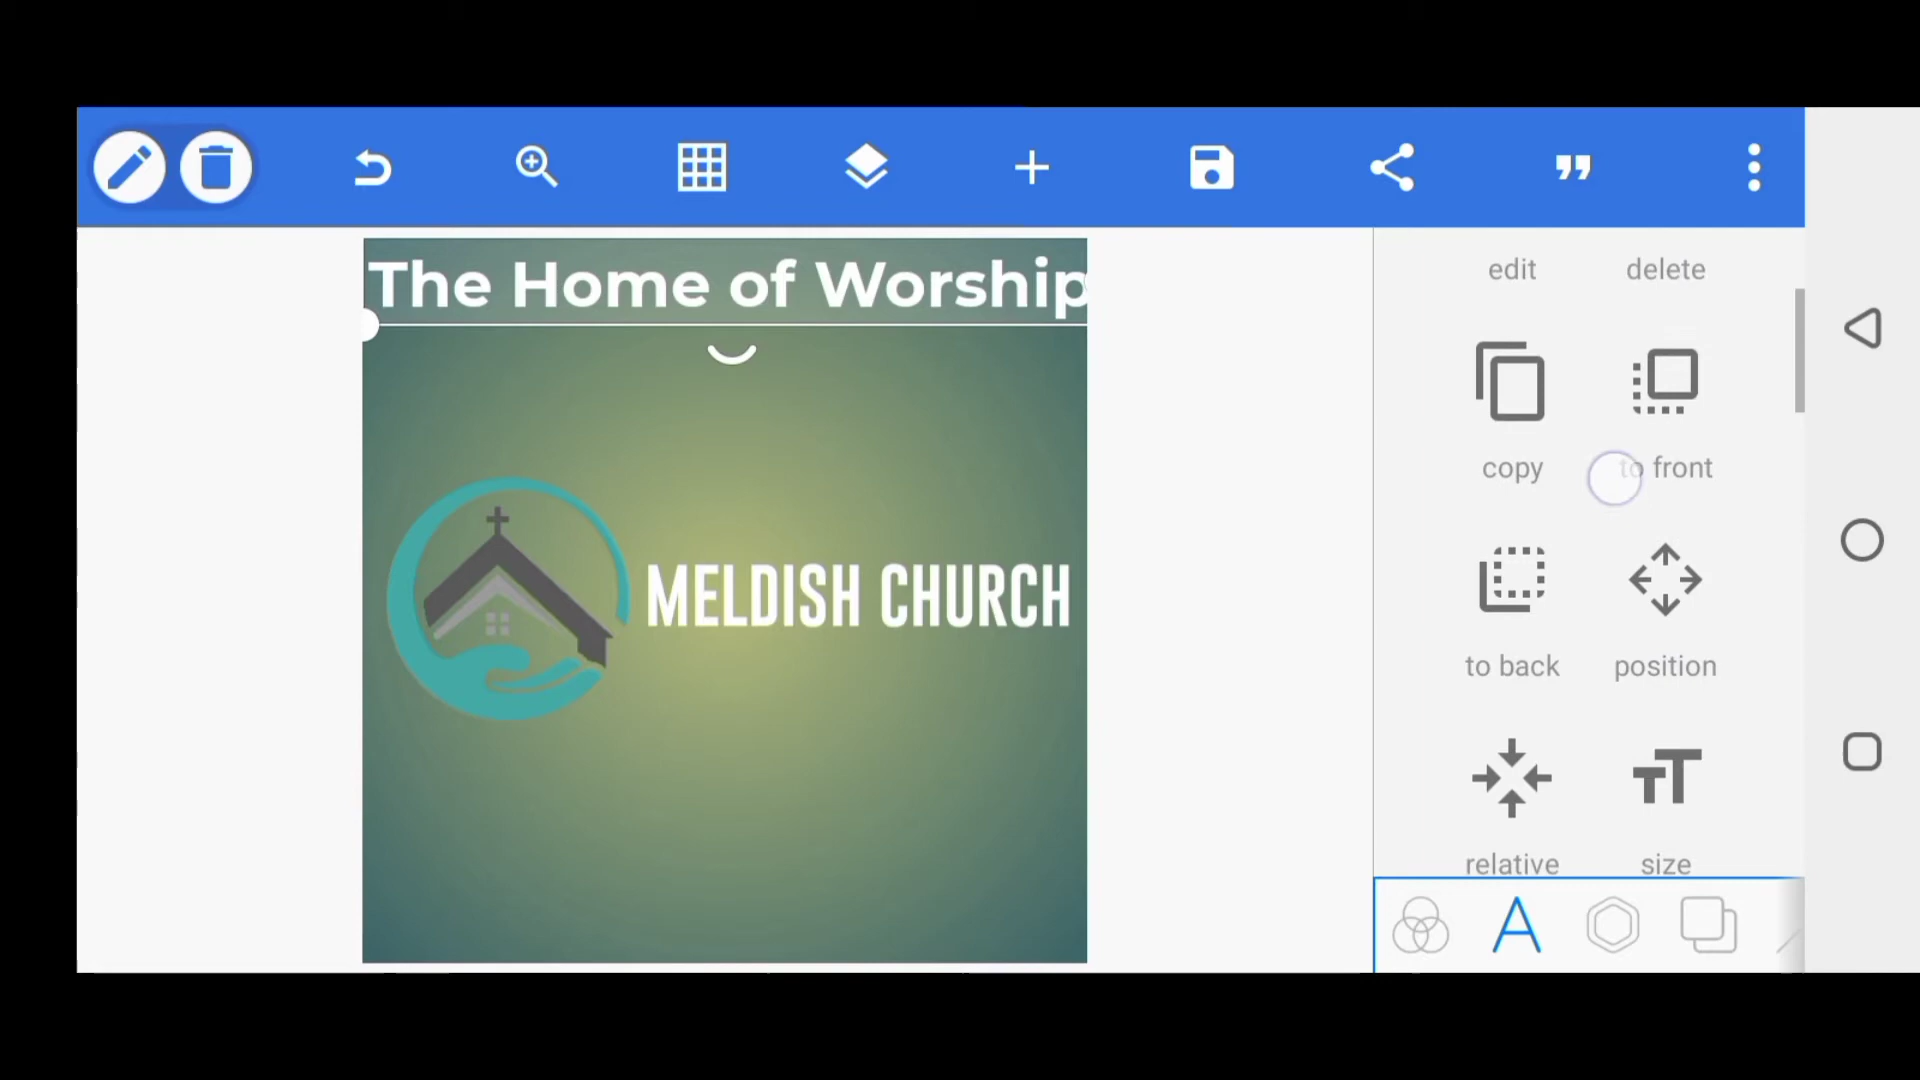 The Home of Worship
MELDISH CHURCH
edit delete
copy to front
to back position
relative size